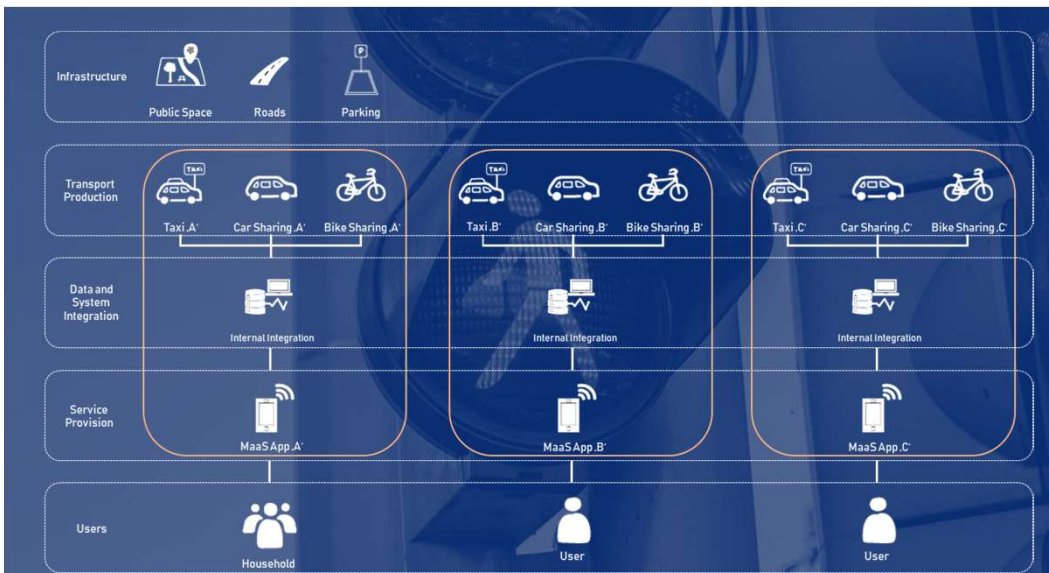 P
Infrastructure
Public Space Roads Parking
Taxi Taxi Taxi
Transport
Production
Taxi ,A' Car Sharing ,A' Bike Sharing ,A' Taxi ,B' Car Sharing ,B' Bike Sharing ,B' Taxi ,C' Car Sharing ,C' Bike Sharing ,C'
Data and
System
Integration
Internal Integration Internal Integration Internal Integration
Service
Provision
MaaS App ,A' MaaS App ,B' MaaS App ,C'
Users
Household User User